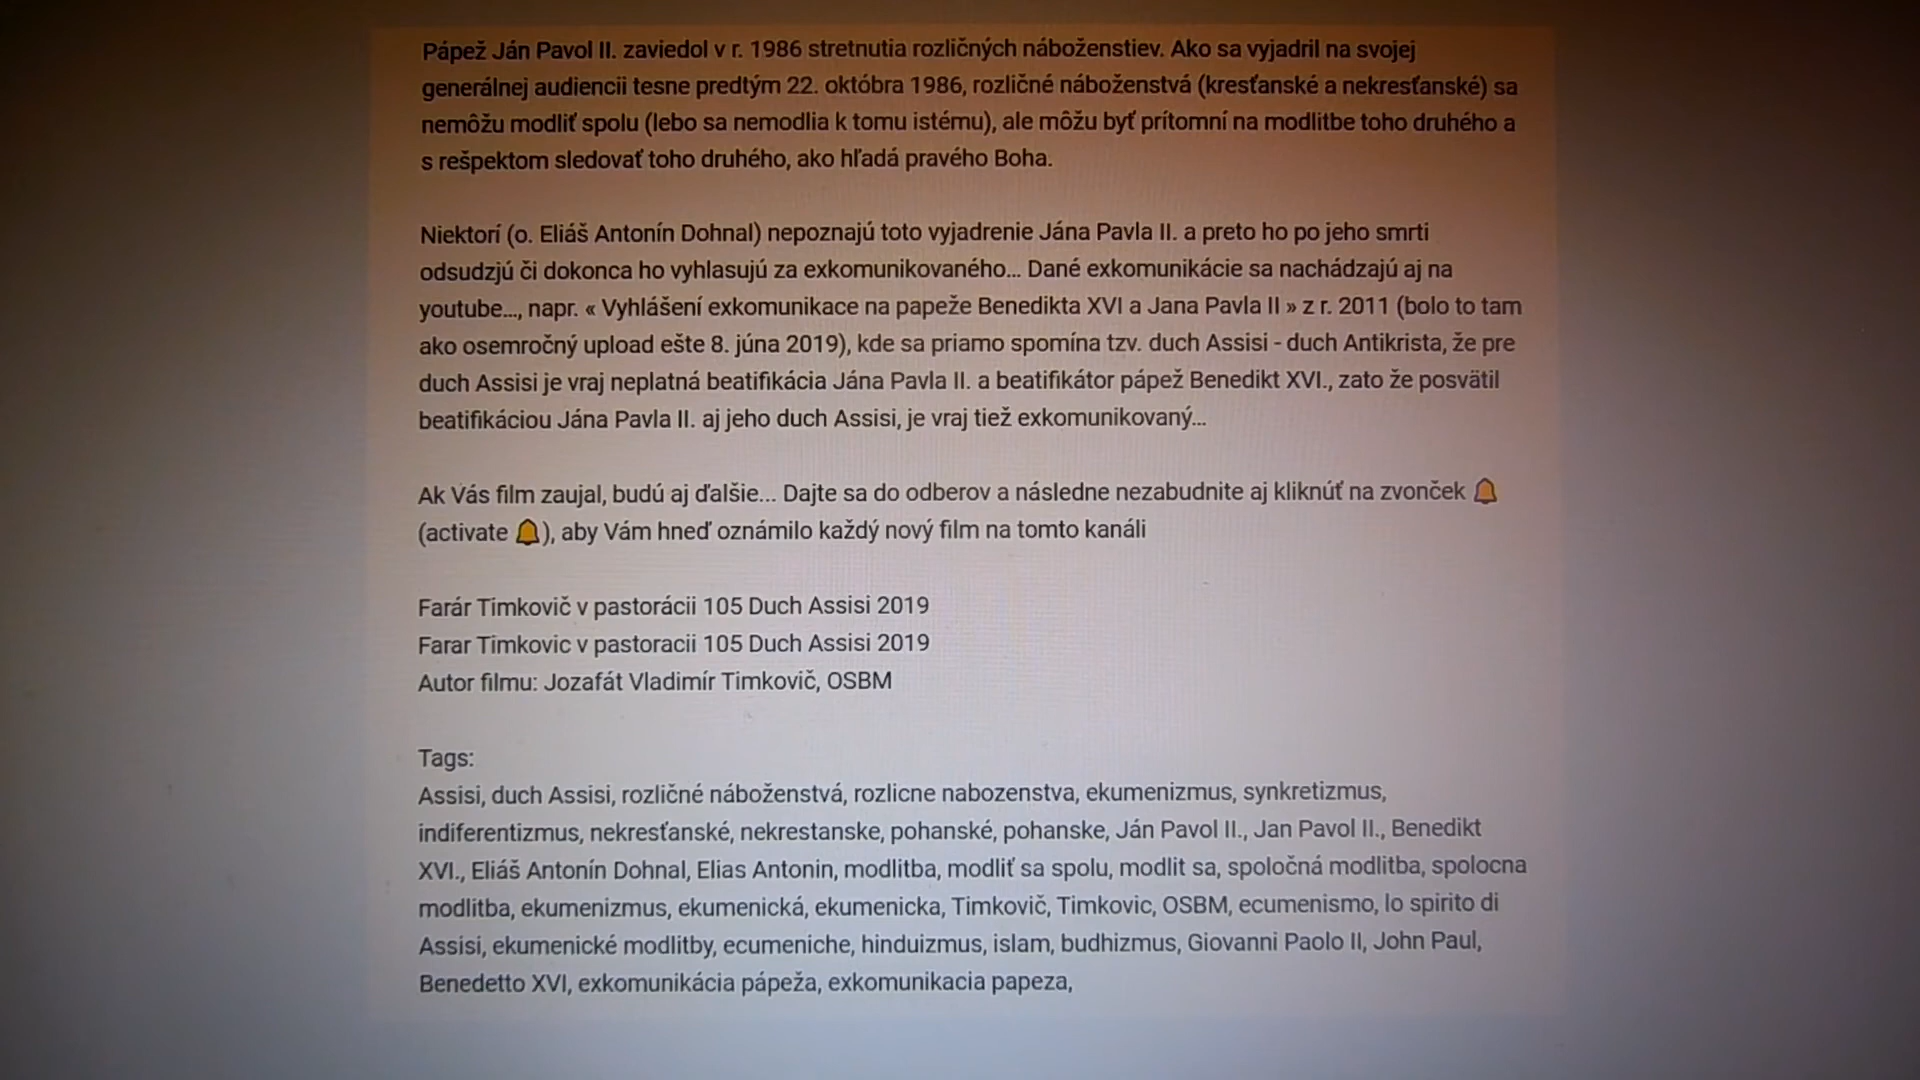 Pápež Ján Pavol II. zaviedol v r. 1986 stretnutia rozličných náboženstiev. Ako sa vyjadril na svojej
generálnej audiencii tesne predtým 22. októbra 1986, rozličné náboženstvá (kresťanské a nekresťanské) sa
nemôžu modliť spolu (lebo sa nemodlia k tomu istému), ale môžu byť prítomní na modlitbe toho druhého a
s rešpektom sledovať toho druhého, ako hľadá pravého Boha.
Niektorí (o. Eliáš Antonín Dohnal) nepoznajú toto vyjadrenie Jána Pavla II. a preto ho po jeho smrti
odsudzjú či dokonca ho vyhlasujú za exkomunikovaného... Dané exkomunikácie sa nachádzajú aj na
youtube..., napr. « Vyhlášení exkomunikace na papeže Benedikta XVI a Jana Pavla II » z r. 2011 (bolo to tam
ako osemročný upload ešte 8. júna 2019), kde sa priamo spomína tzv. duch Assisi - duch Antikrista, že pre
duch Assisi je vraj neplatná beatifikácia Jána Pavla II. a beatifikátor pápež Benedikt XVI., zato že posvätil
beatifikáciou Jána Pavla II. aj jeho duch Assisi, je vraj tiež exkomunikovaný...
Ak Vás film zaujal, budú aj ďalšie... Dajte sa do odberov a následne nezabudnite aj kliknúť na zvonček 🔔
(activate 🔔), aby Vám hneď oznámilo každý nový film na tomto kanáli
Farár Timkovič v pastorácii 105 Duch Assisi 2019
Farar Timkovic v pastoracii 105 Duch Assisi 2019
Autor filmu: Jozafát Vladimír Timkovič, OSBM
Tags:
Assisi, duch Assisi, rozličné náboženstvá, rozlicne nabozenstva, ekumenizmus, synkretizmus,
indiferentizmus, nekresťanské, nekrestanske, pohanské, pohanske, Ján Pavol II., Jan Pavol II., Benedikt
XVI., Eliáš Antonín Dohnal, Elias Antonin, modlitba, modliť sa spolu, modlit sa, spoločná modlitba, spolocna
modlitba, ekumenizmus, ekumenická, ekumenicka, Timkovič, Timkovic, OSBM, ecumenismo, lo spirito di
Assisi, ekumenické modlitby, ecumeniche, hinduizmus, islam, budhizmus, Giovanni Paolo II, John Paul,
Benedetto XVI, exkomunikácia pápeža, exkomunikacia papeza,